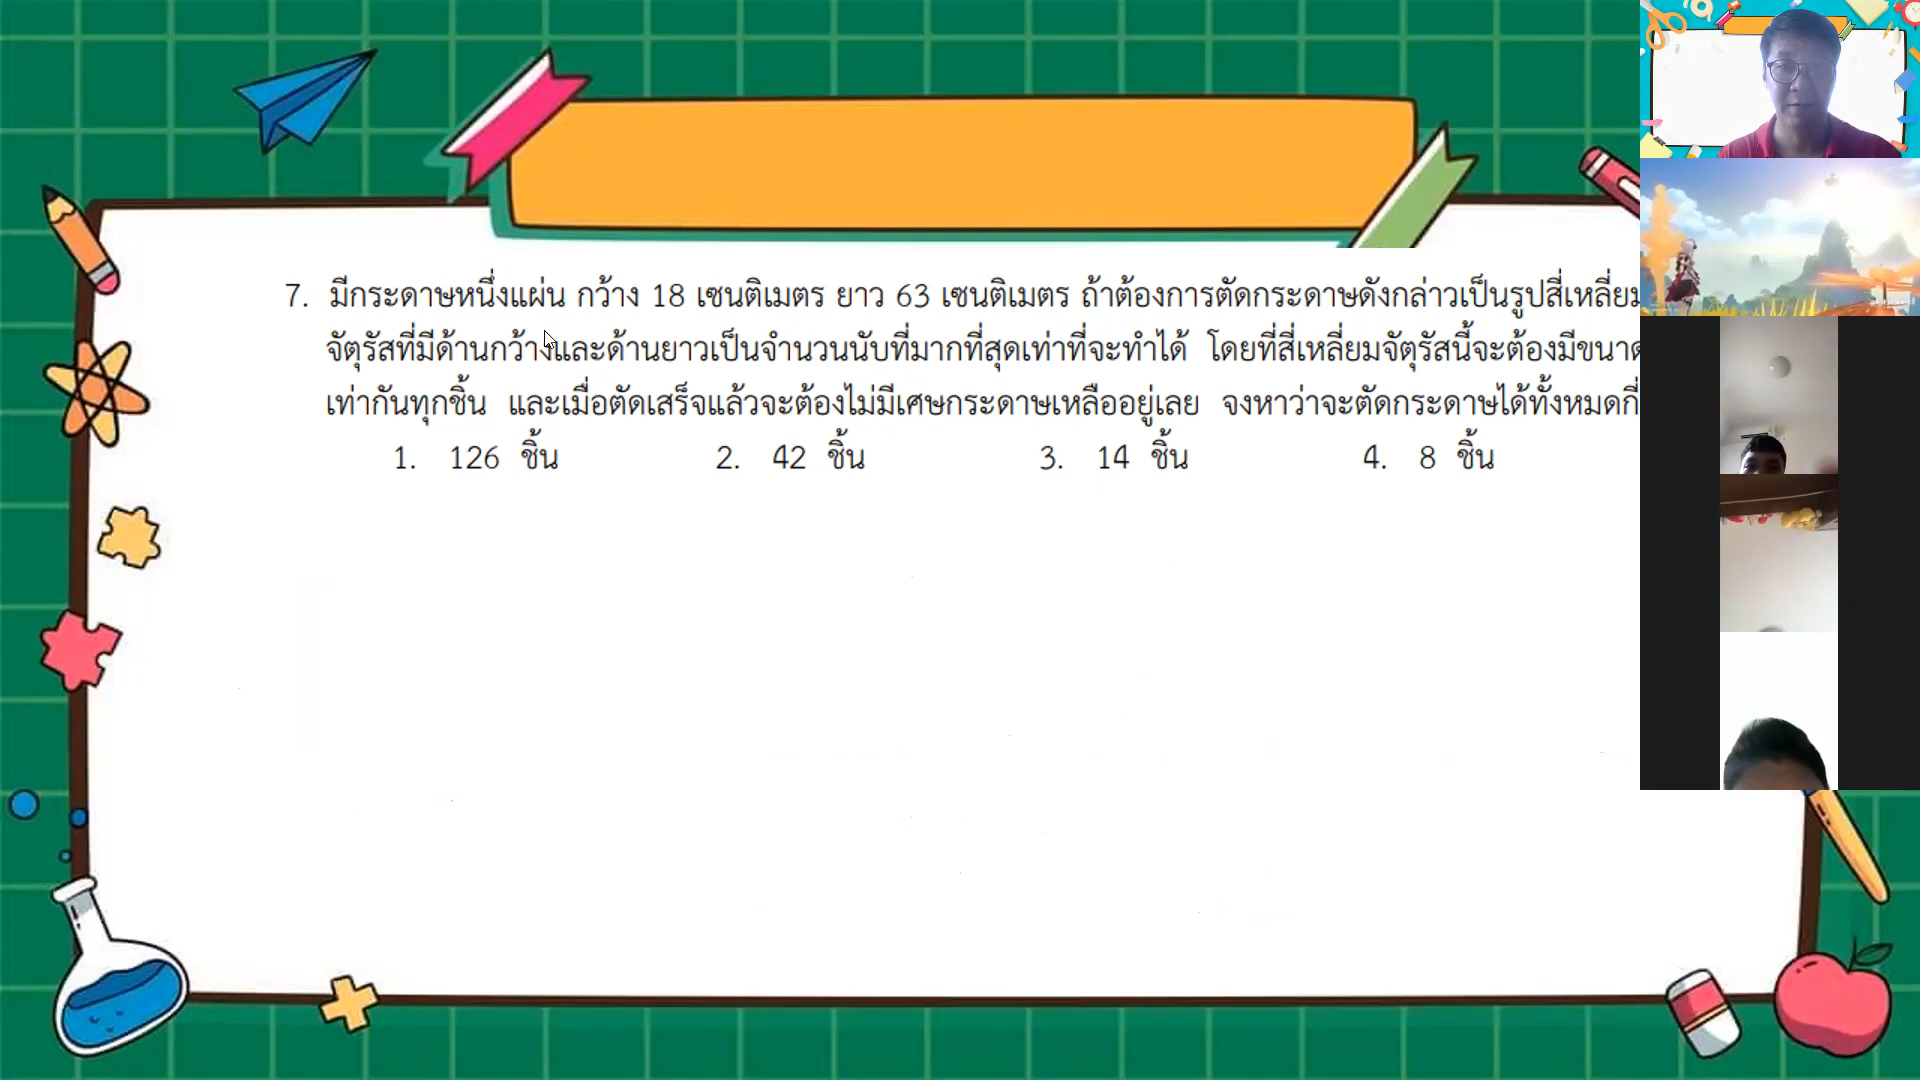 7. มีกระดาษหนึ่งแผ่น กว้าง 18 เซนติเมตร ยาว 63 เซนติเมตร ถ้าต้องการตัดกระดาษดังกล่าวเป็นรูปสี่เหลี่ยม
จัตุรัสที่มีด้านกว้างและด้านยาวเป็นจำนวนนับที่มากที่สุดเท่าที่จะทำได้ โดยที่สี่เหลี่ยมจัตุรัสนี้จะต้องมีขนาด
เท่ากันทุกชิ้น และเมื่อตัดเสร็จแล้วจะต้องไม่มีเศษกระดาษเหลืออยู่เลย จงหาว่าจะตัดกระดาษได้ทั้งหมดกี่
1. 126 ชิ้น 2. 42 ชิ้น 3. 14 ชิ้น 4. 8 ชิ้น